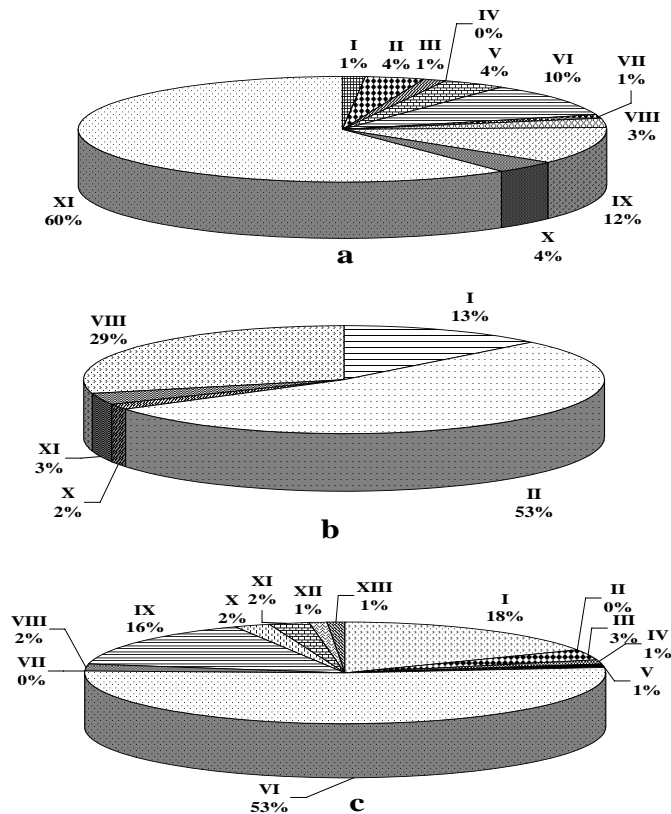 I
1%
II
4%
III
1%
IV
0%
V
4%
VI
10%
VII
1%
VIII
3%
IX
12%
X
4%
XI
60%
a
I
13%
II
53%
X
2%
XI
3%
VIII
29%
b
I
18%
II
0%
III
3%
IV
1%
V
1%
VI
53%
VII
0%
VIII
2%
IX
16%
X
2%
XI
2%
XII
1%
XIII
1%
c